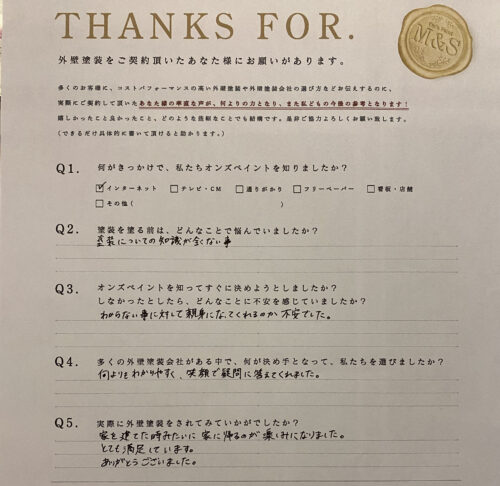 THANKS FOR.
M&S
外壁塗装をご契約頂いたあなた様にお願いがあります。
多くのお客様に、コストパフォーマンスの高い外壁塗装や外壁塗装会社の選び方などお伝えするのに、
実際にご契約して頂いたあなた様の率直な声が、何よりの力となり、また私どもの今後の参考となります!
嬉しかったこと良かったこと、どのような些細なことでも結構です。是非ご協力よろしくお願い致します。
(できるだけ具体的に書いて頂けると助かります。)
Q1. 何がきっかけで、私たちオンズペイントを知りましたか?
☑インターネット □テレビ・CM □通りがかり □フリーペーパー □看板・店舗
□その他( )
Q2. 塗装を塗る前は、どんなことで悩んでいましたか?
塗装についての知識が全くない事
Q3. オンズペイントを知ってすぐに決めようとしましたか?
しなかったとしたら、どんなことに不安を感じていましたか?
わからない事に対して親身になってくれるのか不安でした。
Q4. 多くの外壁塗装会社がある中で、何が決め手となって、私たちを選びましたか?
何よりもわかりやすく、笑顔で疑問に答えてくれました。
Q5. 実際に外壁塗装をされてみていかがでしたか?
家を建てた時みたいに家に帰るのが楽しみになりました。
とても満足しています。
ありがとうございました。